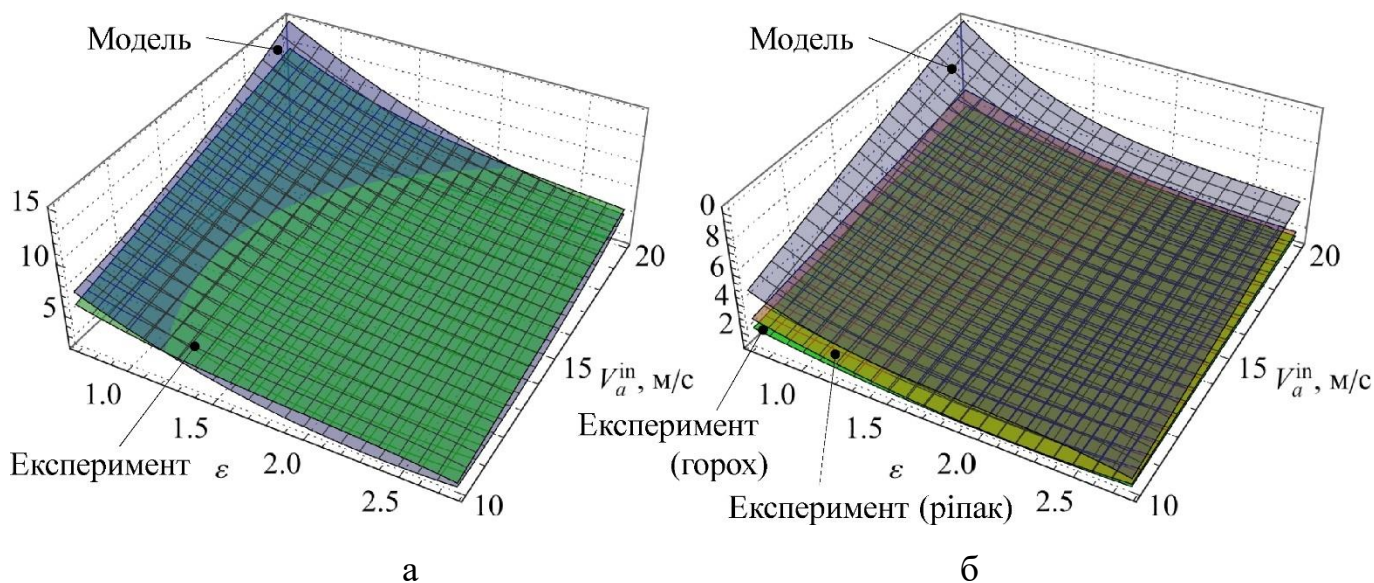 Модель
15
10
5
1.0
1.5
2.0
2.5
ε
10
15
20
V_a^in, м/с
Експеримент
а
Модель
0
8
6
4
2
1.0
1.5
2.0
2.5
ε
10
15
20
V_a^in, м/с
Експеримент
(горох)
Експеримент (ріпак)
б